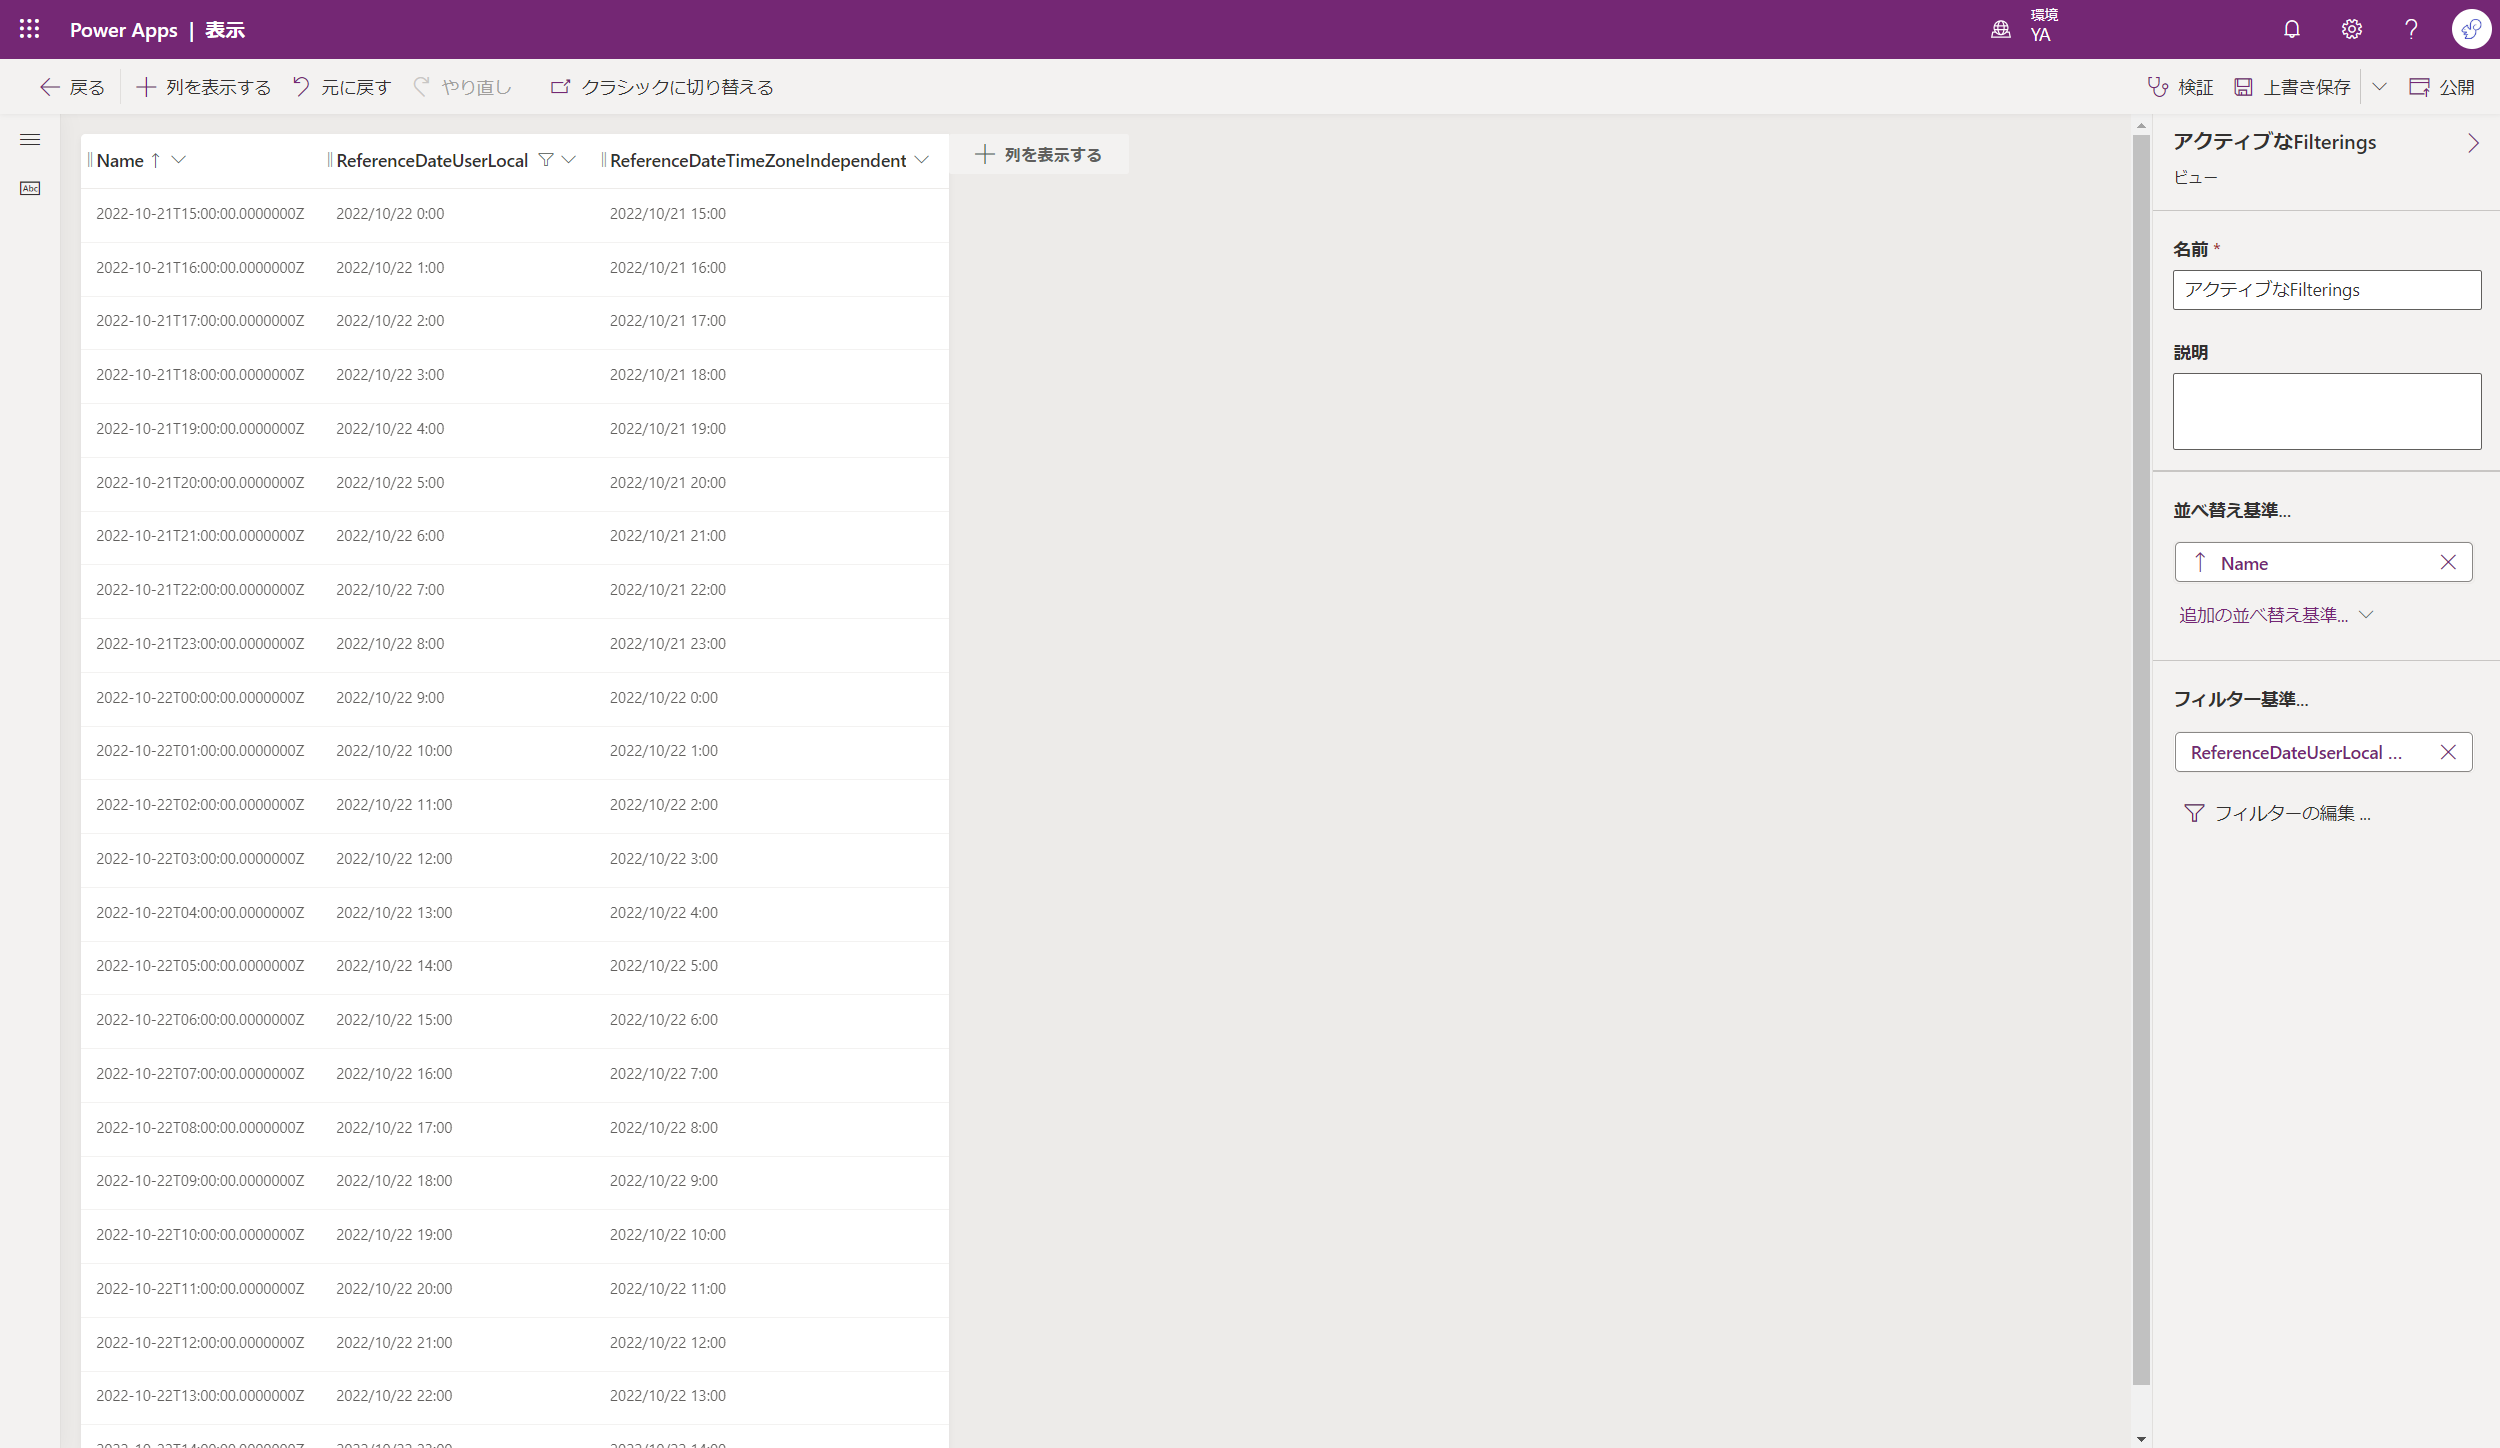 Power Apps | 表示
環境
YA
戻る
列を表示する
元に戻す
やり直し
クラシックに切り替える
検証
上書き保存
公開
Abc
Name ReferenceDateUserLocal ReferenceDateTimeZoneIndependent
列を表示する
2022-10-21T15:00:00.0000000Z 2022/10/22 0:00 2022/10/21 15:00
2022-10-21T16:00:00.0000000Z 2022/10/22 1:00 2022/10/21 16:00
2022-10-21T17:00:00.0000000Z 2022/10/22 2:00 2022/10/21 17:00
2022-10-21T18:00:00.0000000Z 2022/10/22 3:00 2022/10/21 18:00
2022-10-21T19:00:00.0000000Z 2022/10/22 4:00 2022/10/21 19:00
2022-10-21T20:00:00.0000000Z 2022/10/22 5:00 2022/10/21 20:00
2022-10-21T21:00:00.0000000Z 2022/10/22 6:00 2022/10/21 21:00
2022-10-21T22:00:00.0000000Z 2022/10/22 7:00 2022/10/21 22:00
2022-10-21T23:00:00.0000000Z 2022/10/22 8:00 2022/10/21 23:00
2022-10-22T00:00:00.0000000Z 2022/10/22 9:00 2022/10/22 0:00
2022-10-22T01:00:00.0000000Z 2022/10/22 10:00 2022/10/22 1:00
2022-10-22T02:00:00.0000000Z 2022/10/22 11:00 2022/10/22 2:00
2022-10-22T03:00:00.0000000Z 2022/10/22 12:00 2022/10/22 3:00
2022-10-22T04:00:00.0000000Z 2022/10/22 13:00 2022/10/22 4:00
2022-10-22T05:00:00.0000000Z 2022/10/22 14:00 2022/10/22 5:00
2022-10-22T06:00:00.0000000Z 2022/10/22 15:00 2022/10/22 6:00
2022-10-22T07:00:00.0000000Z 2022/10/22 16:00 2022/10/22 7:00
2022-10-22T08:00:00.0000000Z 2022/10/22 17:00 2022/10/22 8:00
2022-10-22T09:00:00.0000000Z 2022/10/22 18:00 2022/10/22 9:00
2022-10-22T10:00:00.0000000Z 2022/10/22 19:00 2022/10/22 10:00
2022-10-22T11:00:00.0000000Z 2022/10/22 20:00 2022/10/22 11:00
2022-10-22T12:00:00.0000000Z 2022/10/22 21:00 2022/10/22 12:00
2022-10-22T13:00:00.0000000Z 2022/10/22 22:00 2022/10/22 13:00
アクティブなFilterings
ビュー
名前 *
アクティブなFilterings
説明
並べ替え基準...
Name
追加の並べ替え基準...
フィルター基準...
ReferenceDateUserLocal ...
フィルターの編集 ...